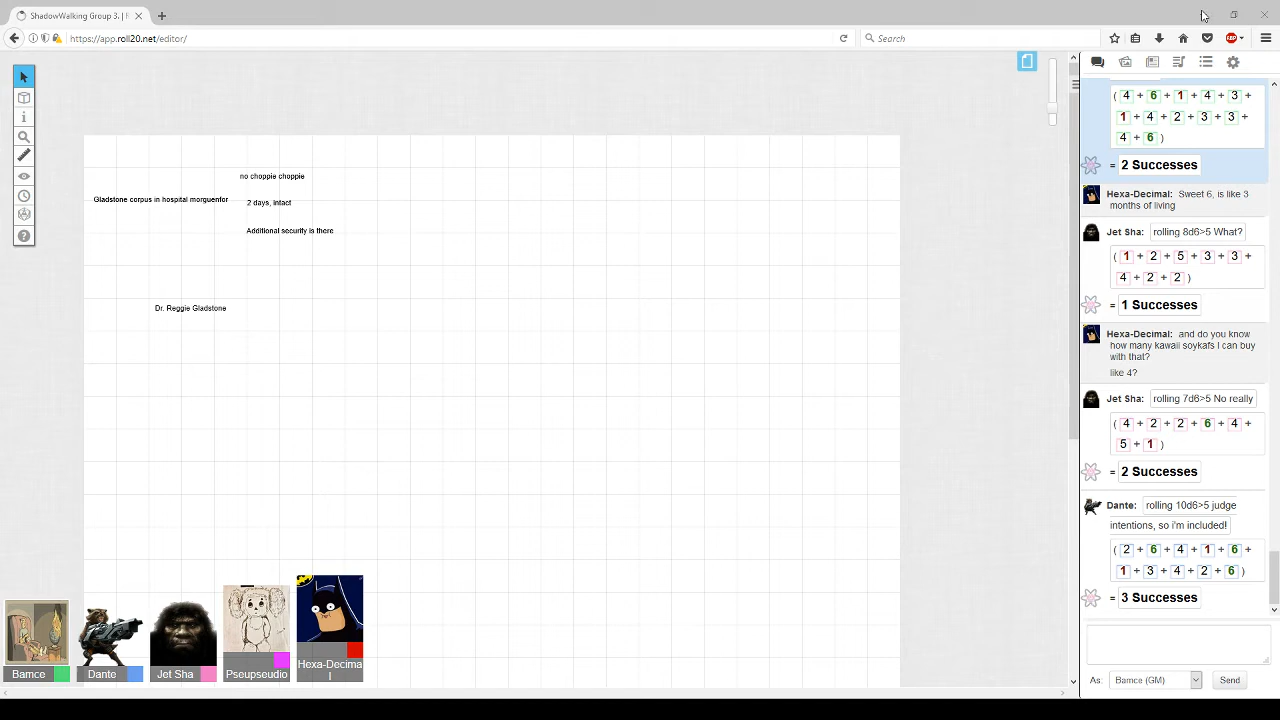 ShadowWalking Group 3. | R
https://app.roll20.net/editor/
Search
no choppie choppie
Gladstone corpus in hospital morguenfor
2 days, intact
Additional security is there
Dr. Reggie Gladstone
Bamce
Dante
Jet Sha
Pseupseudio
Hexa-Decima
l
( 4 + 6 + 1 + 4 + 3 +
1 + 4 + 2 + 3 + 3 +
4 + 6 )
= 2 Successes
Hexa-Decimal: Sweet 6, is like 3
months of living
Jet Sha: rolling 8d6>5 What?
( 1 + 2 + 5 + 3 + 3 +
4 + 2 + 2 )
= 1 Successes
Hexa-Decimal: and do you know
how many kawaii soykafs I can buy
with that?
like 4?
Jet Sha: rolling 7d6>5 No really
( 4 + 2 + 2 + 6 + 4 +
5 + 1 )
= 2 Successes
Dante: rolling 10d6>5 judge
intentions, so i'm included!
( 2 + 6 + 4 + 1 + 6 +
1 + 3 + 4 + 2 + 6 )
= 3 Successes
As: Bamce (GM) Send